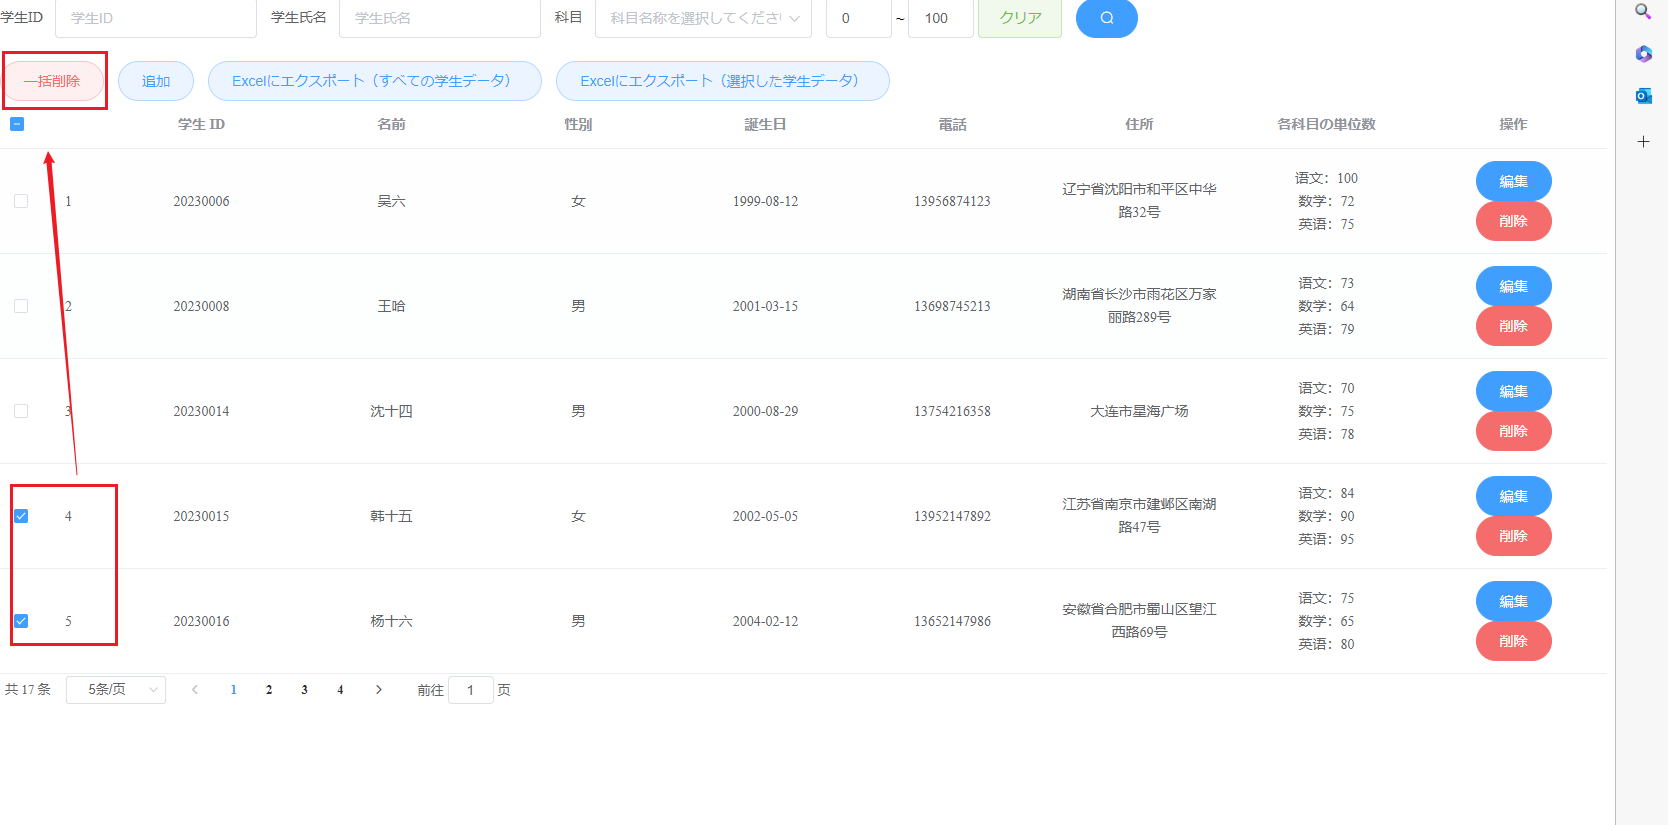 学生ID 学生ID 学生氏名 学生氏名 科目 科目名称を選択してくださ 0 ~ 100 クリア
一括削除 追加 Excelにエクスポート（すべての学生データ） Excelにエクスポート（選択した学生データ）
学生 ID 名前 性別 誕生日 電話 住所 各科目の単位数 操作
1 20230006 吴六 女 1999-08-12 13956874123
辽宁省沈阳市和平区中华
路32号
语文：100
数学：72
英语：75
编集
削除
2 20230008 王哈 男 2001-03-15 13698745213
湖南省长沙市雨花区万家
丽路289号
语文：73
数学：64
英语：79
编集
削除
3 20230014 沈十四 男 2000-08-29 13754216358 大连市星海广场
语文：70
数学：75
英语：78
编集
削除
4 20230015 韩十五 女 2002-05-05 13952147892
江苏省南京市建邺区南湖
路47号
语文：84
数学：90
英语：95
编集
削除
5 20230016 杨十六 男 2004-02-12 13652147986
安徽省合肥市蜀山区望江
西路69号
语文：75
数学：65
英语：80
编集
削除
共 17 条 5条/页 1 2 3 4 前往 1 页